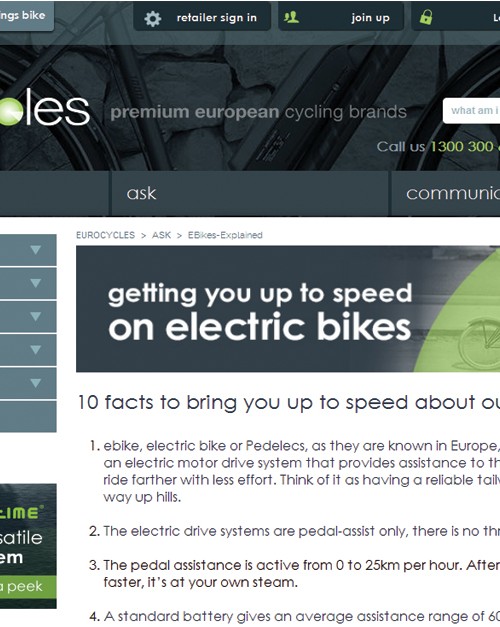 ings bike
retailer sign in
join up
L
cles
premium european cycling brands
what am i
Call us 1300 300
ask
communic
EUROCYCLES > ASK > EBikes-Explained
getting you up to speed
on electric bikes
10 facts to bring you up to speed about ou
1. ebike, electric bike or Pedelecs, as they are known in Europe,
an electric motor drive system that provides assistance to th
ride farther with less effort. Think of it as having a reliable tail
way up hills.
2. The electric drive systems are pedal-assist only, there is no thr
3. The pedal assistance is active from 0 to 25km per hour. After
faster, it's at your own steam.
4. A standard battery gives an average assistance range of 60
LIME
satile
em
a peek